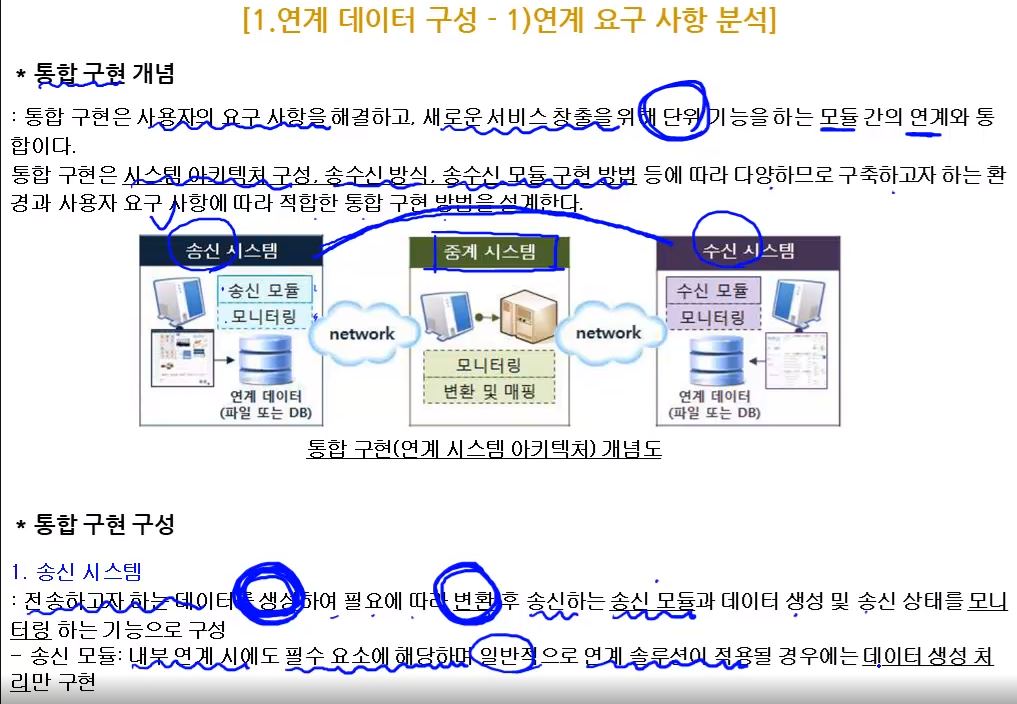 [1.연계 데이터 구성 - 1)연계 요구 사항 분석]
* 통합 구현 개념
: 통합 구현은 사용자의 요구 사항을 해결하고, 새로운 서비스 창출을 위해 단위 기능을 하는 모듈 간의 연계와 통
합이다.
통합 구현은 시스템 아키텍처 구성, 송수신 방식, 송수신 모듈 구현 방법 등에 따라 다양하므로 구축하고자 하는 환
경과 사용자 요구 사항에 따라 적합한 통합 구현 방법을 설계한다.
송신 시스템
중계 시스템
수신 시스템
송신 모듈
모니터링
수신 모듈
모니터링
network
network
모니터링
변환 및 매핑
연계 데이터
(파일 또는 DB)
연계 데이터
(파일 또는 DB)
통합 구현(연계 시스템 아키텍처) 개념도
* 통합 구현 구성
1. 송신 시스템
: 전송하고자 하는 데이터를 생성하여 필요에 따라 변환 후 송신하는 송신 모듈과 데이터 생성 및 송신 상태를 모니
터링 하는 기능으로 구성
- 송신 모듈: 내부 연계 시에도 필수 요소에 해당하며 일반적으로 연계 솔루션이 적용될 경우에는 데이터 생성 처
리만 구현